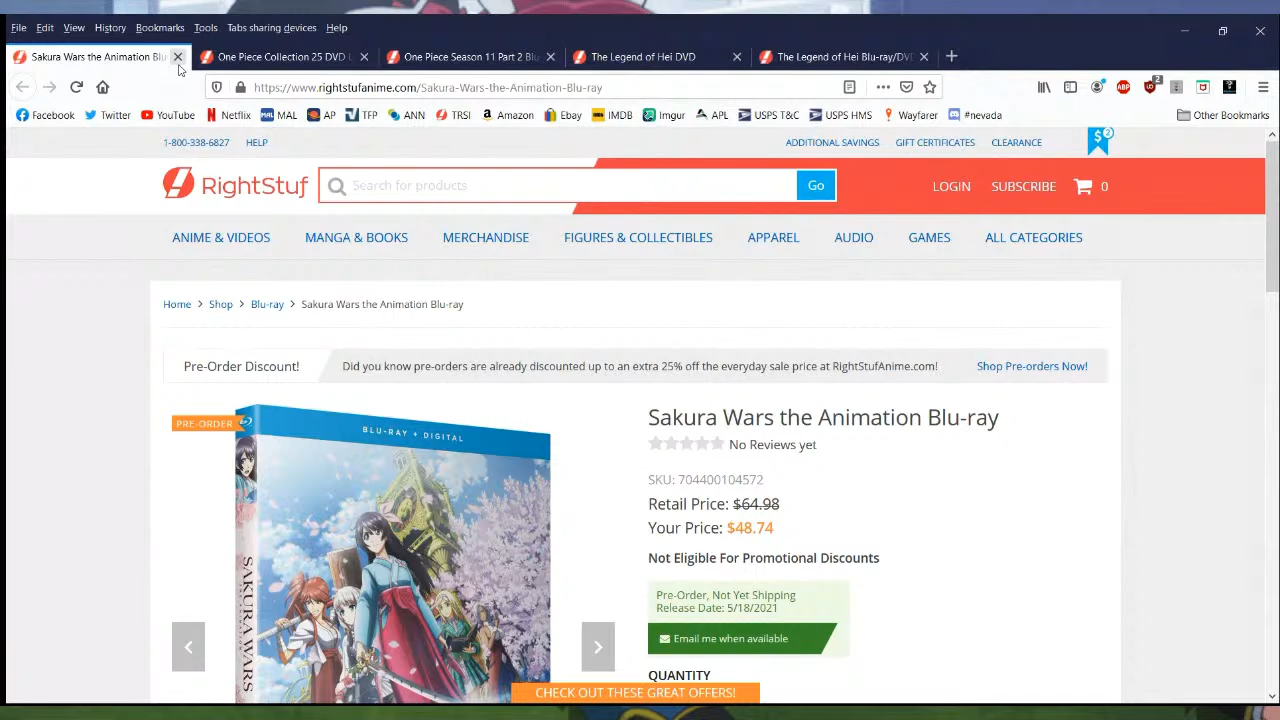 File Edit View History Bookmarks Tools Tabs sharing devices Help
Sakura Wars the Animation Blu One Piece Collection 25 DVD One Piece Season 11 Part 2 Blu The Legend of Hei DVD The Legend of Hei Blu-ray/DVD
https://www.rightstufanime.com/Sakura-Wars-the-Animation-Blu-ray
ABP 2
Facebook Twitter YouTube Netflix MAL MAL AP TFP ANN TRSI Amazon Ebay IMDB Imgur APL USPS T&C USPS HMS Wayfarer #nevada Other Bookmarks
1-800-338-6827 HELP ADDITIONAL SAVINGS GIFT CERTIFICATES CLEARANCE $ 2
RightStuf Search for products Go LOGIN SUBSCRIBE 0
ANIME & VIDEOS MANGA & BOOKS MERCHANDISE FIGURES & COLLECTIBLES APPAREL AUDIO GAMES ALL CATEGORIES
Home > Shop > Blu-ray > Sakura Wars the Animation Blu-ray
Pre-Order Discount! Did you know pre-orders are already discounted up to an extra 25% off the everyday sale price at RightStufAnime.com! Shop Pre-orders Now!
PRE-ORDER
BLU-RAY + DIGITAL
SAKURA WARS
Sakura Wars the Animation Blu-ray
No Reviews yet
SKU: 704400104572
Retail Price: $64.98
Your Price: $48.74
Not Eligible For Promotional Discounts
Pre-Order, Not Yet Shipping
Release Date: 5/18/2021
Email me when available
QUANTITY
CHECK OUT THESE GREAT OFFERS!